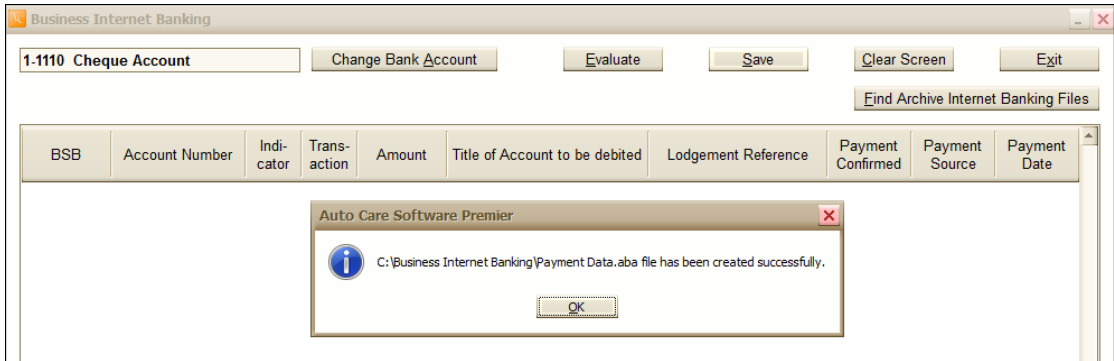 Business Internet Banking
1-1110 Cheque Account
Change Bank Account
Evaluate
Save
Clear Screen
Exit
Find Archive Internet Banking Files
BSB
Account Number
Indi-
cator
Trans-
action
Amount
Title of Account to be debited
Lodgement Reference
Payment
Confirmed
Payment
Source
Payment
Date
Auto Care Software Premier
C:\Business Internet Banking\Payment Data.aba file has been created successfully.
OK